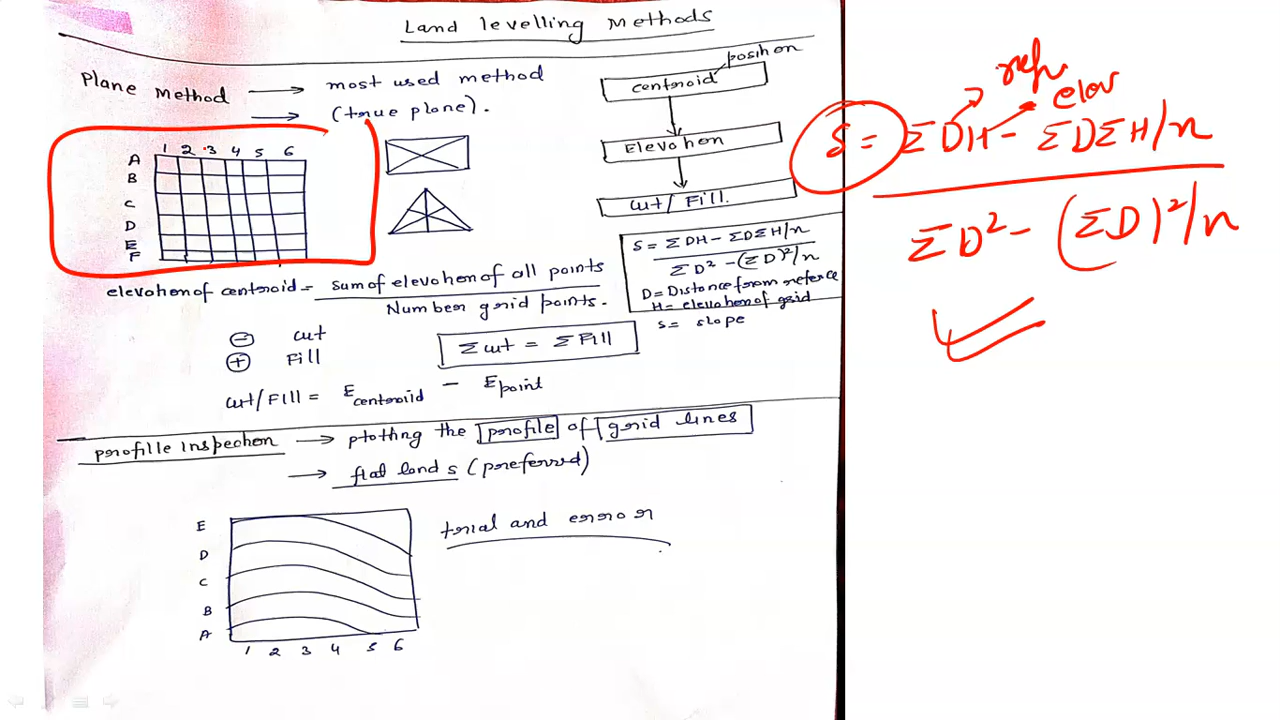 Land levelling Methods
Plane Method → most used method
→ (true plane).
centroid position
Elevation
cut/Fill.
1 2 3 4 5 6
A
B
C
D
E
F
S = ΣDH - ΣDΣH/n
ΣD² - (ΣD)²/n
D = Distance from refence
H = elevation of grid
S = slope
elevation of centroid = sum of elevation of all points
Number grid points.
⊖ cut
⊕ Fill
Σcut = ΣFill
cut/Fill = E centroid - E point
profille Inspection → plotting the profile of grid lines
→ flat lands (preferred)
trial and error
E
D
C
B
A
1 2 3 4 5 6
refn
elev
S = ΣDH - ΣDΣH/n
ΣD² - (ΣD)²/n